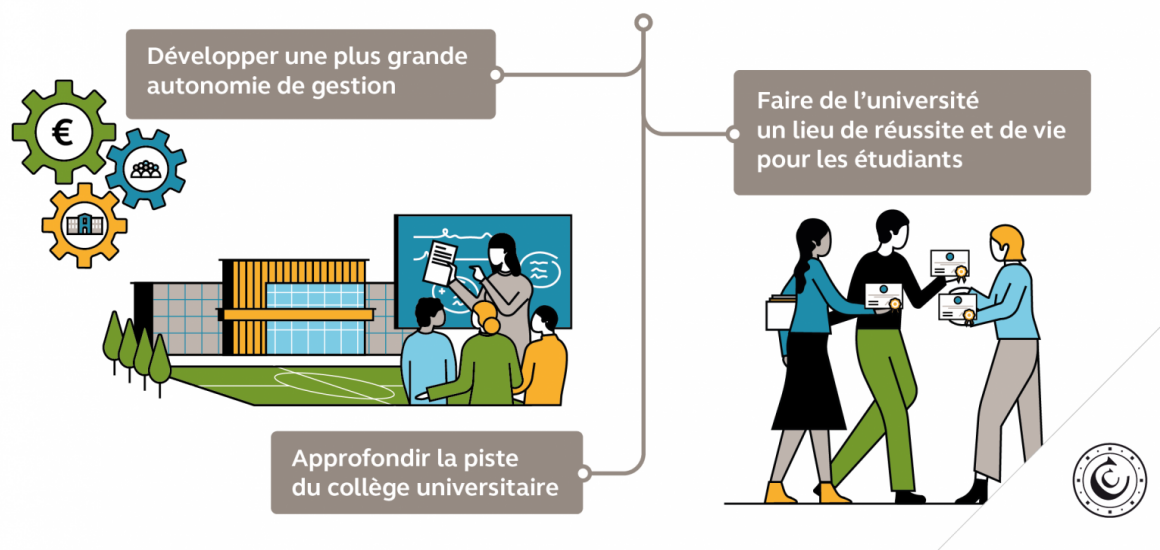 Développer une plus grande
autonomie de gestion
€
Faire de l’université
un lieu de réussite et de vie
pour les étudiants
Approfondir la piste
du collège universitaire